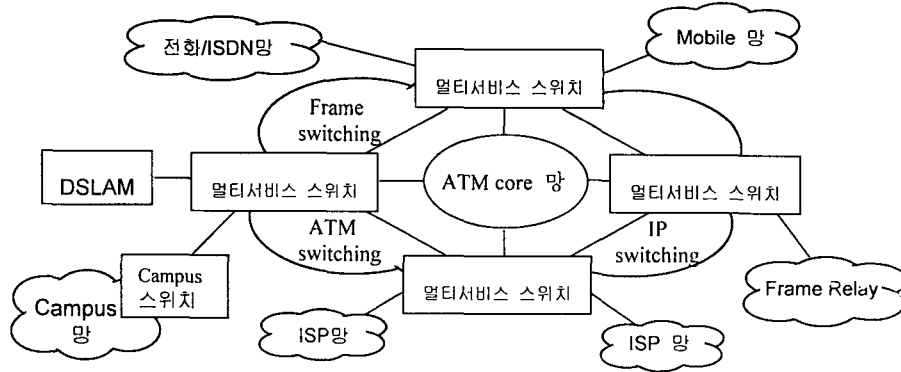 전화/ISDN망
Mobile 망
멀티서비스 스위치
Frame
switching
DSLAM
멀티서비스 스위치
ATM core 망
멀티서비스 스위치
ATM
switching
IP
switching
Campus
스위치
멀티서비스 스위치
Campus
망
Frame Relay
ISP망
ISP 망